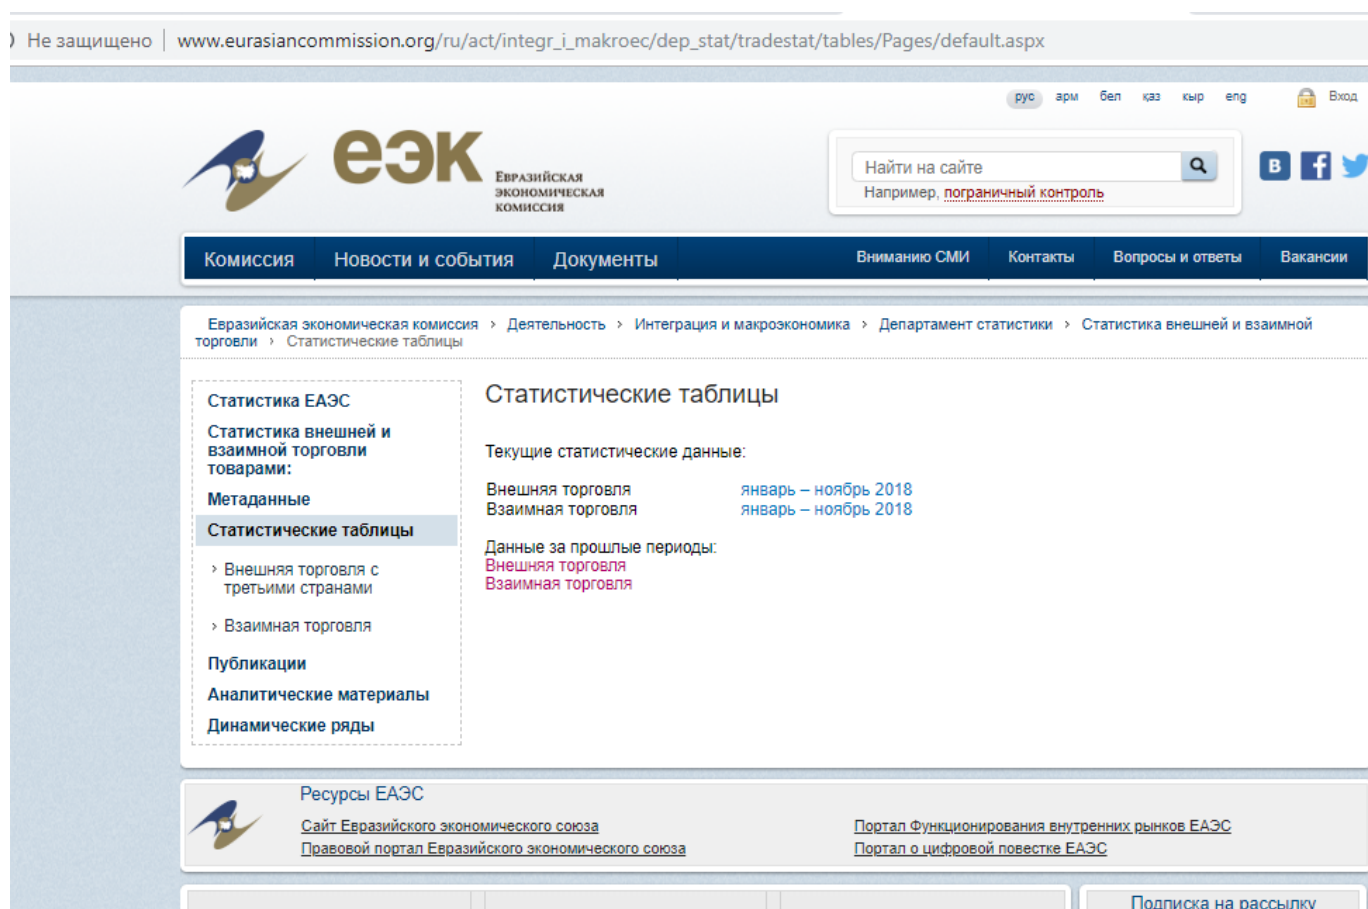 Не защищено
www.eurasiancommission.org/ru/act/integr_i_makroec/dep_stat/tradestat/tables/Pages/default.aspx
рус арм бел қаз кыр eng Вход
еэк
Евразийская
экономическая
комиссия
Найти на сайте
Например, пограничный контроль
Комиссия Новости и события Документы Вниманию СМИ Контакты Вопросы и ответы Вакансии
Евразийская экономическая комиссия › Деятельность › Интеграция и макроэкономика › Департамент статистики › Статистика внешней и взаимной
торговли › Статистические таблицы
Статистика ЕАЭС
Статистика внешней и
взаимной торговли
товарами:
Метаданные
Статистические таблицы
› Внешняя торговля с
третьими странами
› Взаимная торговля
Публикации
Аналитические материалы
Динамические ряды
Статистические таблицы
Текущие статистические данные:
Внешняя торговля январь – ноябрь 2018
Взаимная торговля январь – ноябрь 2018
Данные за прошлые периоды:
Внешняя торговля
Взаимная торговля
Ресурсы ЕАЭС
Сайт Евразийского экономического союза
Правовой портал Евразийского экономического союза
Портал Функционирования внутренних рынков ЕАЭС
Портал о цифровой повестке ЕАЭС
Подписка на рассылку